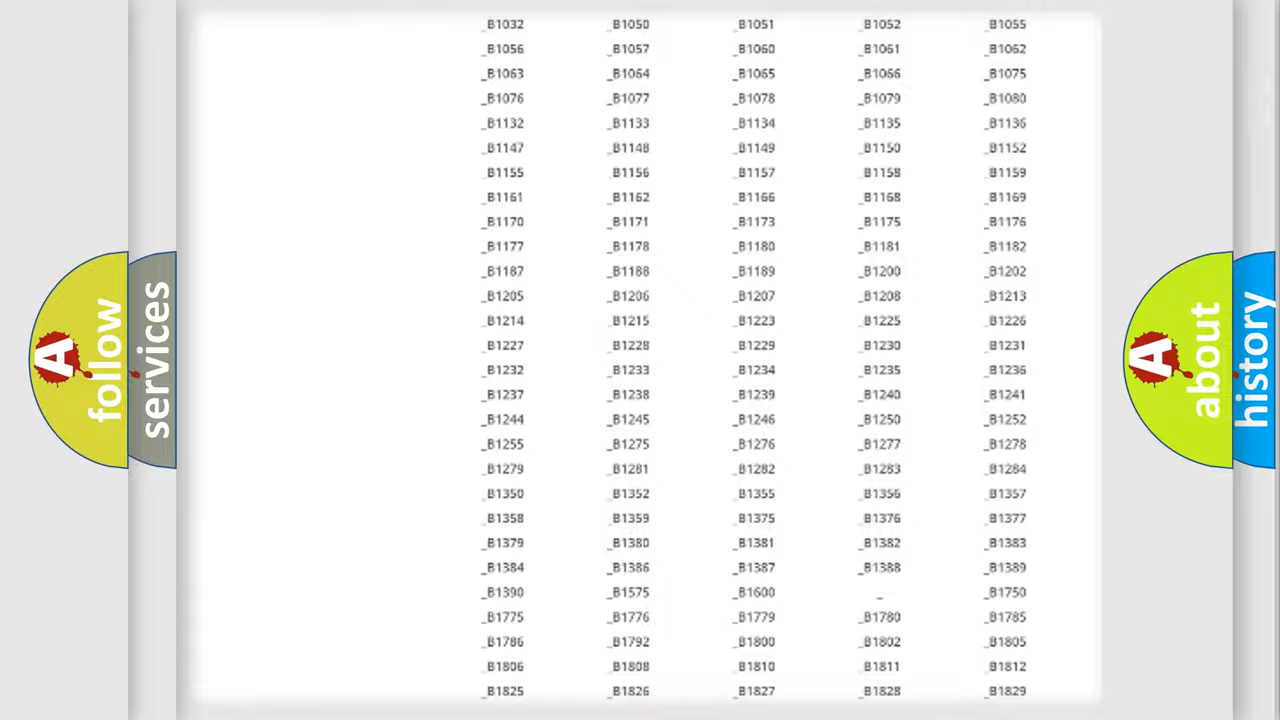 _B1032 _B1050 _B1051 _B1052 _B1055
_B1056 _B1057 _B1060 _B1061 _B1062
_B1063 _B1064 _B1065 _B1066 _B1075
_B1076 _B1077 _B1078 _B1079 _B1080
_B1132 _B1133 _B1134 _B1135 _B1136
_B1147 _B1148 _B1149 _B1150 _B1152
_B1155 _B1156 _B1157 _B1158 _B1159
_B1161 _B1162 _B1166 _B1168 _B1169
_B1170 _B1171 _B1173 _B1175 _B1176
_B1177 _B1178 _B1180 _B1181 _B1182
_B1187 _B1188 _B1189 _B1200 _B1202
_B1205 _B1206 _B1207 _B1208 _B1213
_B1214 _B1215 _B1223 _B1225 _B1226
_B1227 _B1228 _B1229 _B1230 _B1231
_B1232 _B1233 _B1234 _B1235 _B1236
_B1237 _B1238 _B1239 _B1240 _B1241
_B1244 _B1245 _B1246 _B1250 _B1252
_B1255 _B1275 _B1276 _B1277 _B1278
_B1279 _B1281 _B1282 _B1283 _B1284
_B1350 _B1352 _B1355 _B1356 _B1357
_B1358 _B1359 _B1375 _B1376 _B1377
_B1379 _B1380 _B1381 _B1382 _B1383
_B1384 _B1386 _B1387 _B1388 _B1389
_B1390 _B1575 _B1600 _ _B1750
_B1775 _B1776 _B1779 _B1780 _B1785
_B1786 _B1792 _B1800 _B1802 _B1805
_B1806 _B1808 _B1810 _B1811 _B1812
_B1825 _B1826 _B1827 _B1828 _B1829
A
follow
services
A
about
history